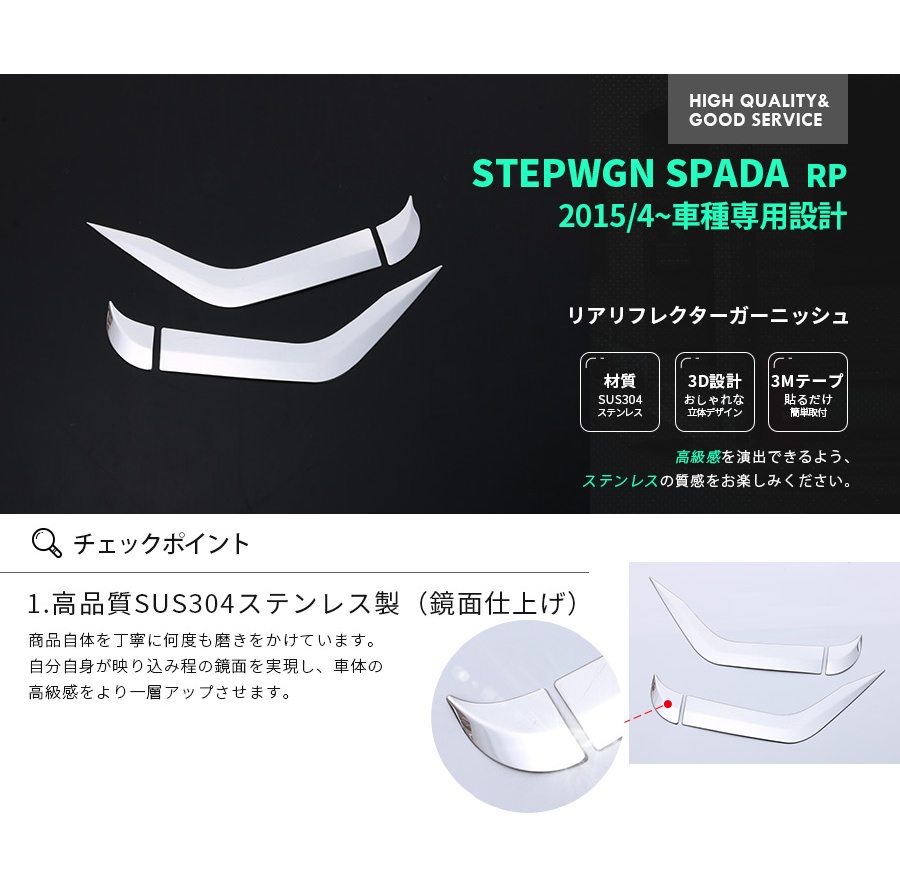 HIGH QUALITY&
GOOD SERVICE
STEPWGN SPADA RP
2015/4~車種専用設計
リアリフレクターガーニッシュ
材質
SUS304
ステンレス
3D設計
おしゃれな
立体デザイン
3Mテープ
貼るだけ
簡単取付
高級感を演出できるよう、
ステンレスの質感をお楽しみください。
チェックポイント
1.高品質SUS304ステンレス製（鏡面仕上げ）
商品自体を丁寧に何度も磨きをかけています。
自分自身が映り込み程の鏡面を実現し、車体の
高級感をより一層アップさせます。